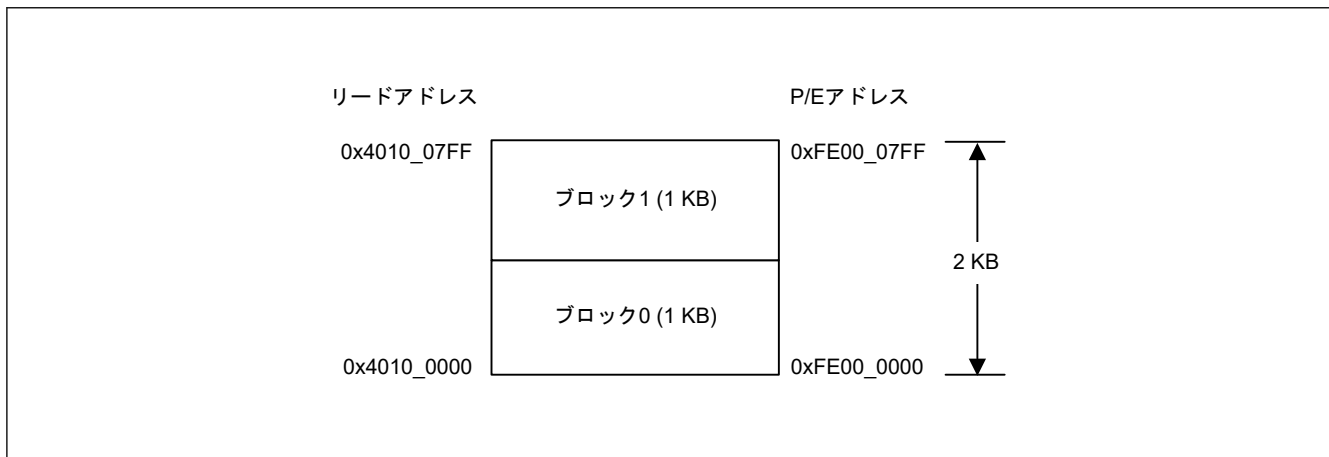 リードアドレス
P/Eアドレス
0x4010_07FF
0xFE00_07FF
ブロック1 (1 KB)
2 KB
ブロック0 (1 KB)
0x4010_0000
0xFE00_0000